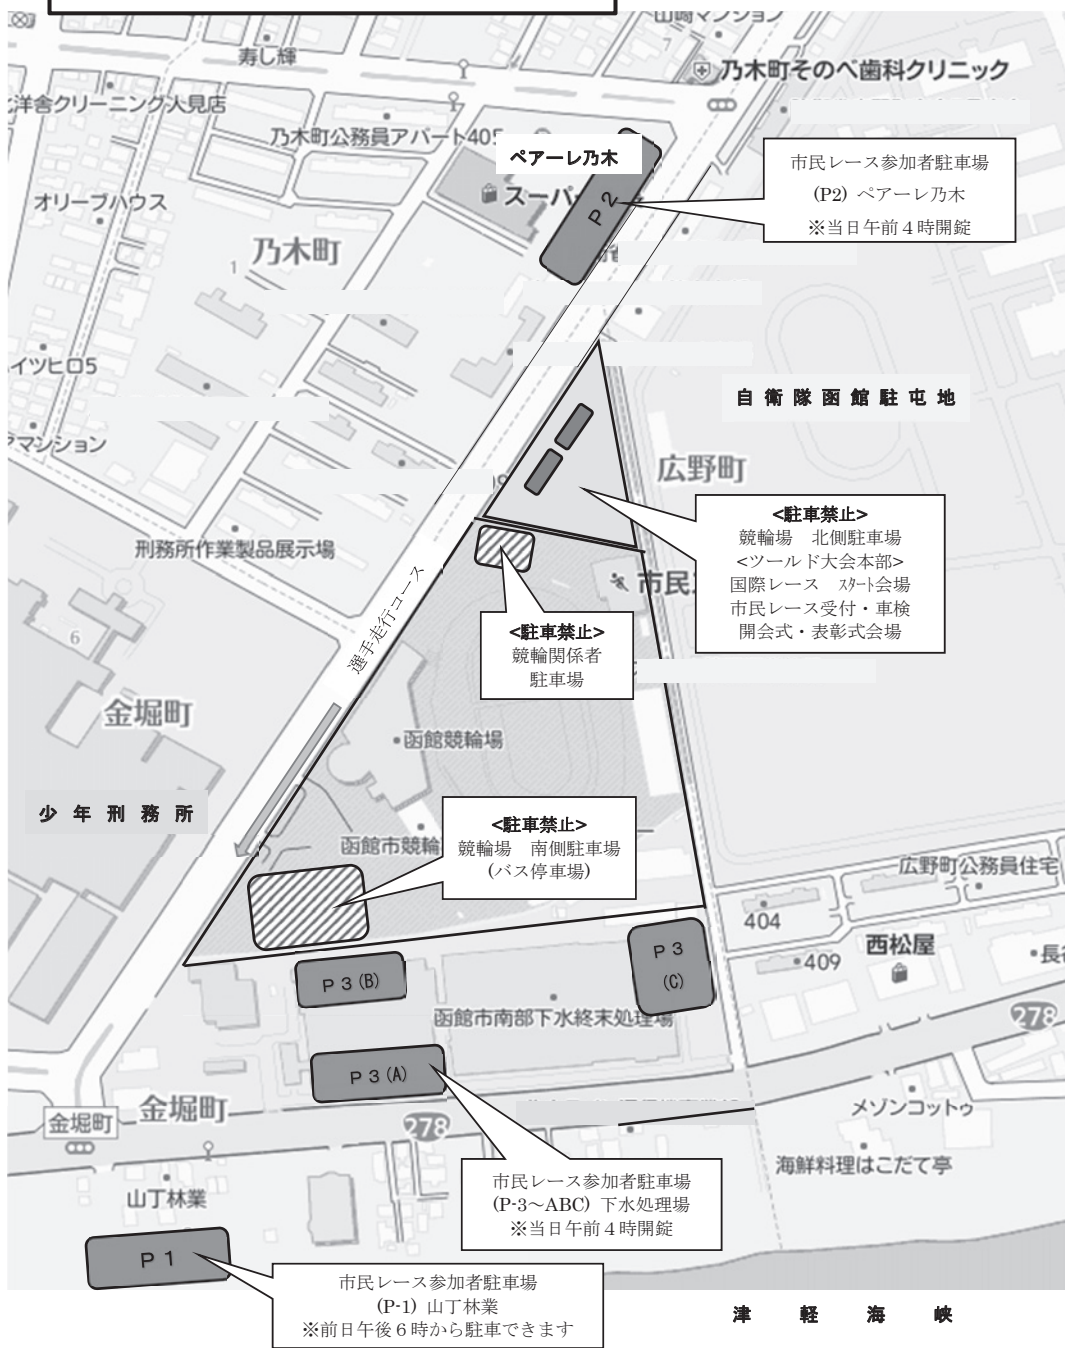 山崎マンション
寿し輝
乃木町そのべ歯科クリニック
洋舎クリーニング人見店
乃木町公務員アパート405
ペアーレ乃木
スーパー
P 2
市民レース参加者駐車場
(P2) ペアーレ乃木
※当日午前４時開錠
オリーブハウス
乃木町
1
イツヒロ5
マンション
自衛隊函館駐屯地
広野町
<駐車禁止>
競輪場　北側駐車場
<ツールド大会本部>
国際レース　スタート会場
市民レース受付・車検
開会式・表彰式会場
刑務所作業製品展示場
市民
選手走行コース
6
<駐車禁止>
競輪関係者
駐車場
金堀町
函館競輪場
少年刑務所
<駐車禁止>
競輪場　南側駐車場
(バス停車場)
函館市競輪
広野町公務員住宅
404
西松屋
409
長
P 3
(C)
P 3 (B)
函館市南部下水終末処理場
278
P 3 (A)
金堀町
金堀町
278
メゾンコットゥ
海鮮料理はこだて亭
山丁林業
市民レース参加者駐車場
(P-3～ABC) 下水処理場
※当日午前４時開錠
P 1
市民レース参加者駐車場
(P-1) 山丁林業
※前日午後６時から駐車できます
津軽海峡